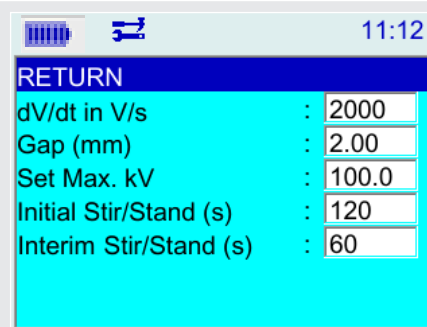 11:12
RETURN
dV/dt in V/s : 2000
Gap (mm) : 2.00
Set Max. kV : 100.0
Initial Stir/Stand (s) : 120
Interim Stir/Stand (s) : 60